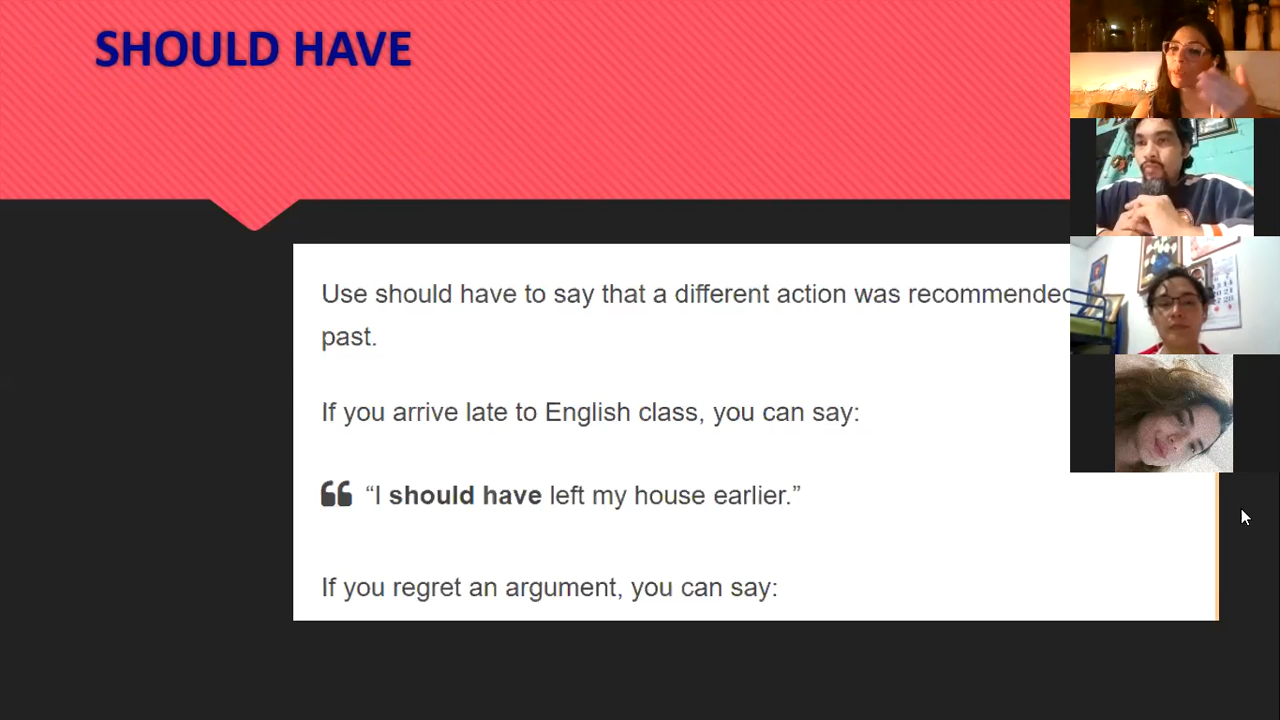 SHOULD HAVE
Use should have to say that a different action was recommended
past.
If you arrive late to English class, you can say:
“I should have left my house earlier.”
If you regret an argument, you can say: